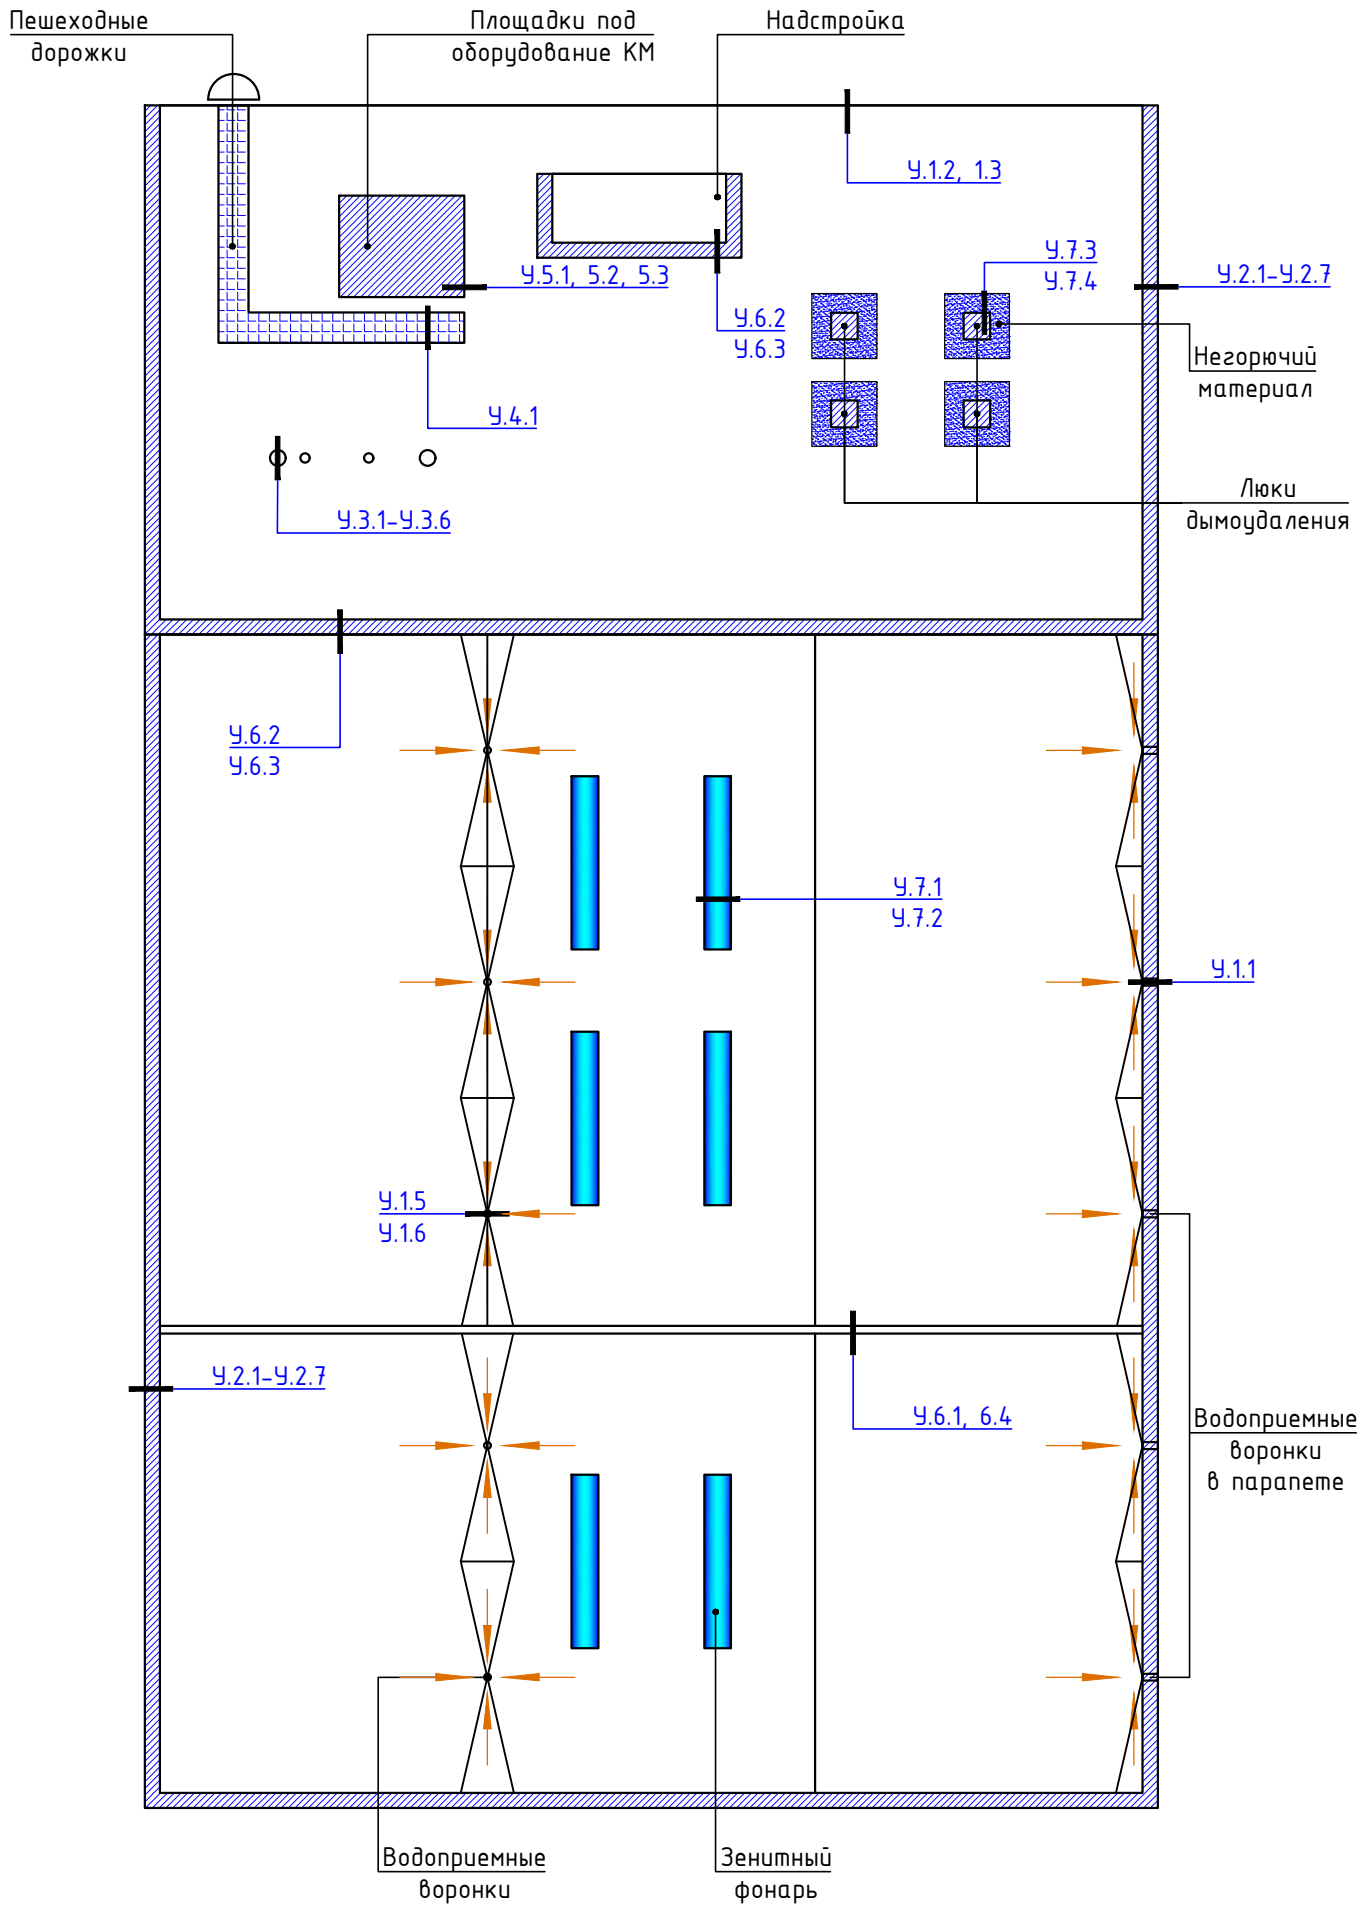 Пешеходные
дорожки
Площадки под
оборудование КМ
Надстройка
У.1.2, 1.3
У.5.1, 5.2, 5.3
У.7.3
У.7.4
У.2.1-У.2.7
У.6.2
У.6.3
Негорючий
материал
У.4.1
У.3.1-У.3.6
Люки
дымоудаления
У.6.2
У.6.3
У.7.1
У.7.2
У.1.1
У.1.5
У.1.6
У.2.1-У.2.7
У.6.1, 6.4
Водоприемные
воронки
в парапете
Водоприемные
воронки
Зенитный
фонарь